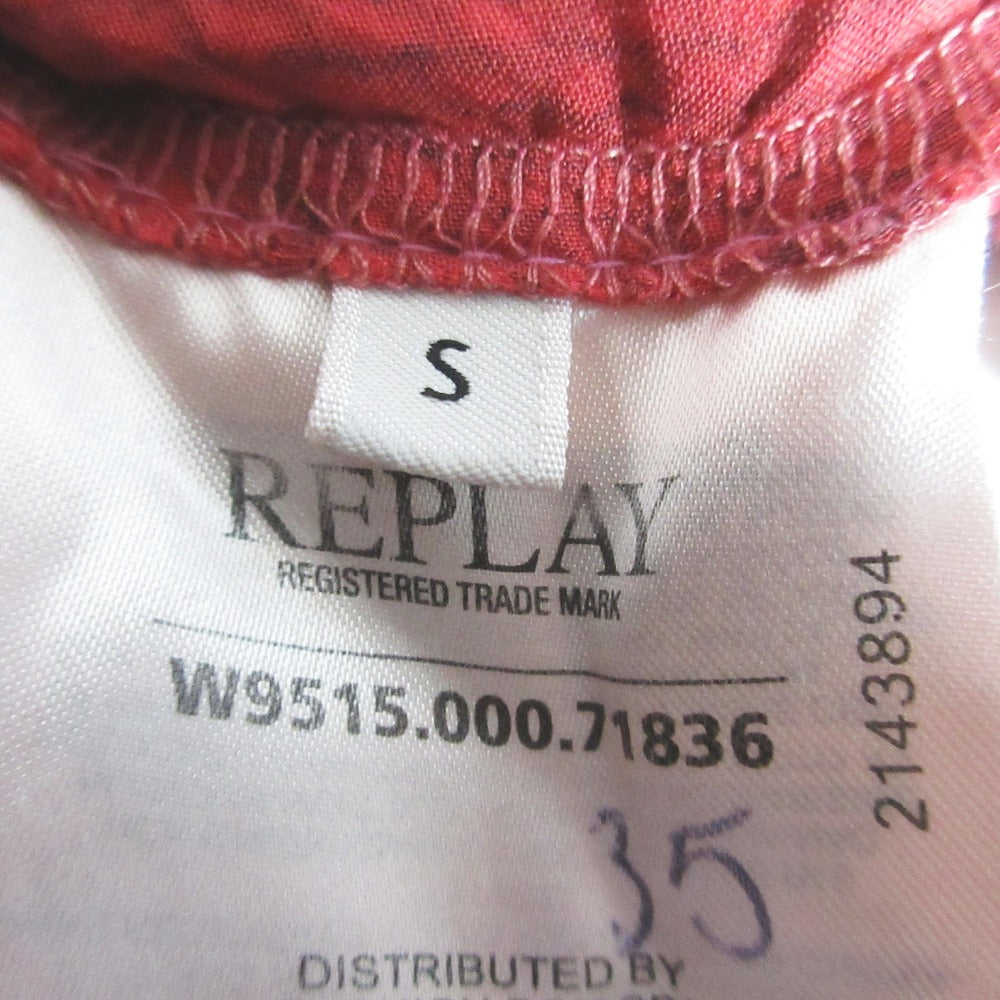 S
REPLAY
REGISTERED TRADE MARK
W9515.000.71836
2143894
35
DISTRIBUTED BY